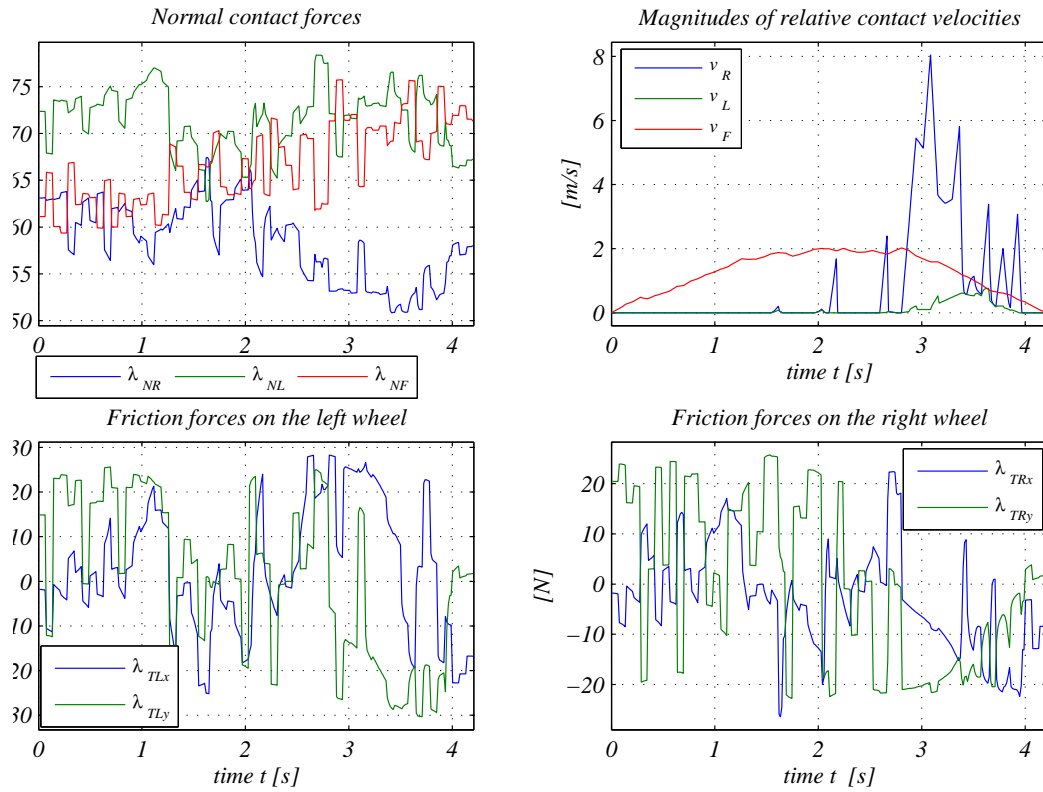 Normal contact forces
75
70
65
60
55
50
0 1 2 3 4
λ NR λ NL λ NF
Magnitudes of relative contact velocities
8
6
4
2
0
[m/s]
v R
v L
v F
0 1 2 3 4
time t [s]
Friction forces on the left wheel
30
20
10
0
10
20
30
λ TLx
λ TLy
0 1 2 3 4
time t [s]
Friction forces on the right wheel
20
10
0
−10
−20
[N]
λ TRx
λ TRy
0 1 2 3 4
time t [s]